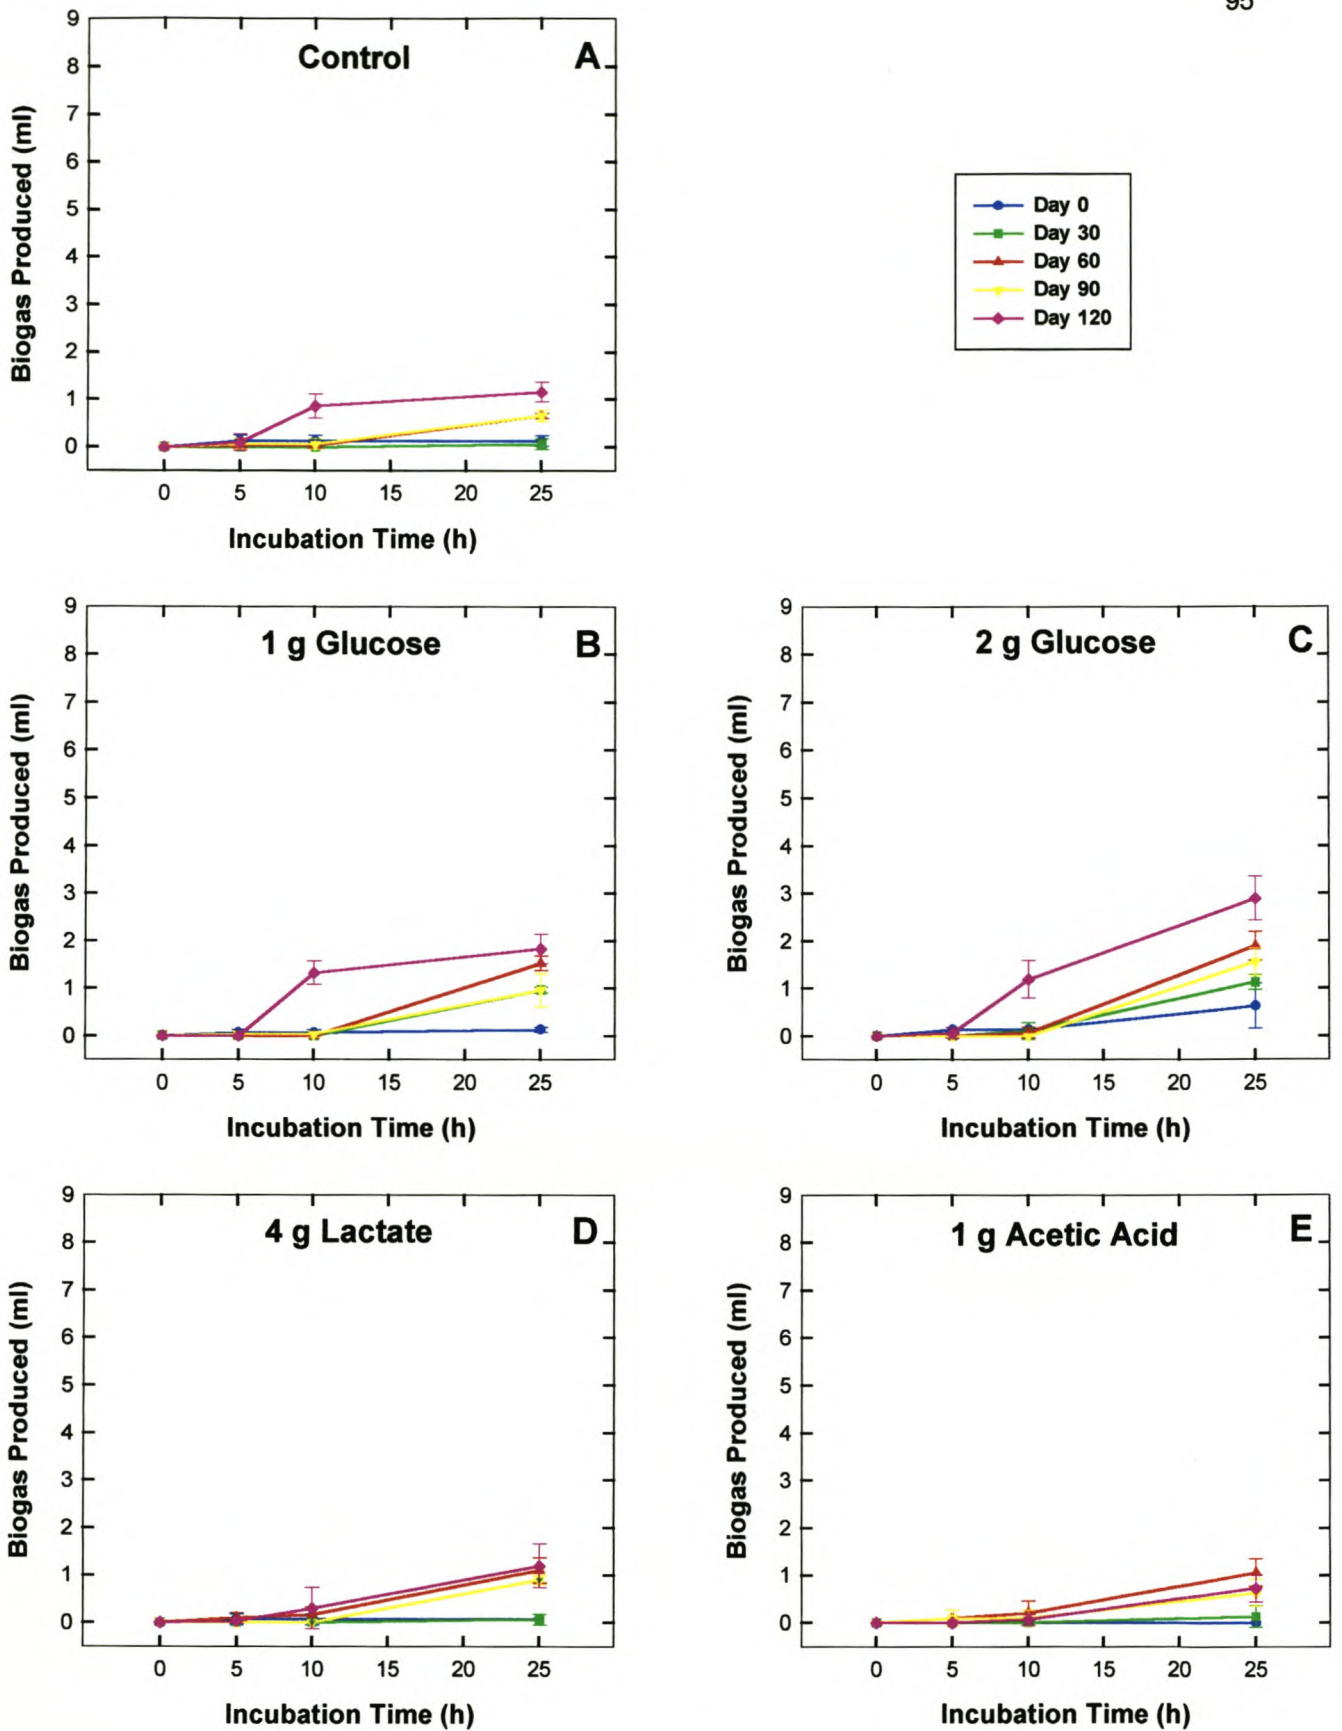 95
Control A
9
8
7
6
5
4
3
2
1
0
Biogas Produced (ml)
0 5 10 15 20 25
Incubation Time (h)
Day 0
Day 30
Day 60
Day 90
Day 120
1 g Glucose B
9
8
7
6
5
4
3
2
1
0
Biogas Produced (ml)
0 5 10 15 20 25
Incubation Time (h)
2 g Glucose C
9
8
7
6
5
4
3
2
1
0
Biogas Produced (ml)
0 5 10 15 20 25
Incubation Time (h)
4 g Lactate D
9
8
7
6
5
4
3
2
1
0
Biogas Produced (ml)
0 5 10 15 20 25
Incubation Time (h)
1 g Acetic Acid E
9
8
7
6
5
4
3
2
1
0
Biogas Produced (ml)
0 5 10 15 20 25
Incubation Time (h)